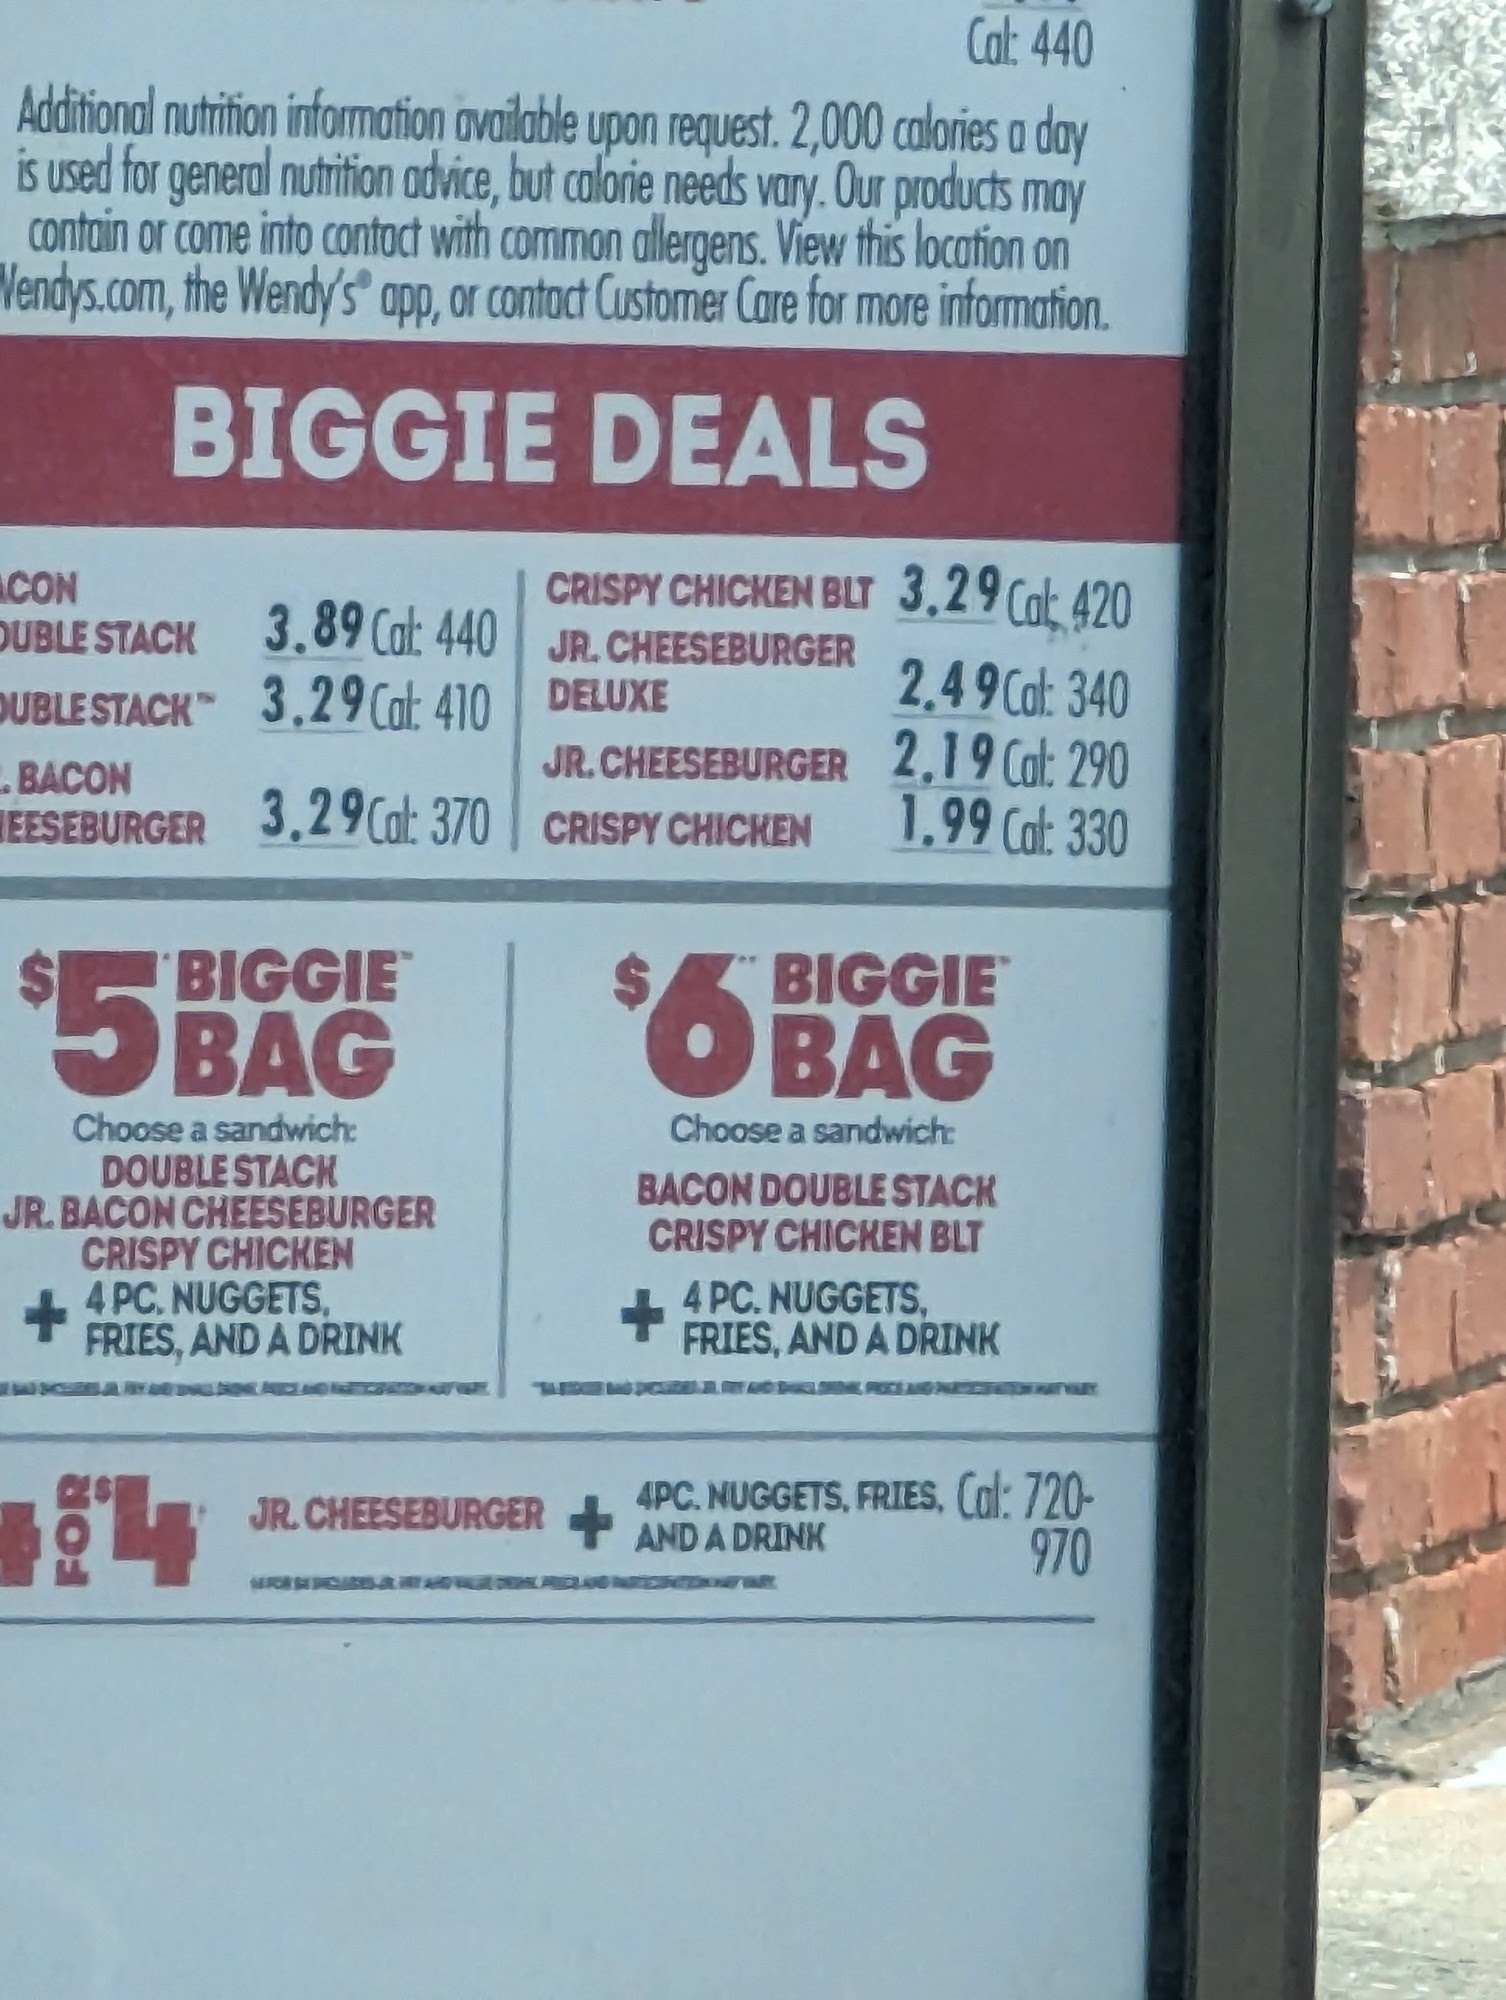 Cal: 440
Additional nutrition information available upon request. 2,000 calories a day
is used for general nutrition advice, but calorie needs vary. Our products may
contain or come into contact with common allergens. View this location on
Wendys.com, the Wendy's® app, or contact Customer Care for more information.
BIGGIE DEALS
ACON
OUBLE STACK 3.89 Cal: 440
OUBLE STACK™ 3.29 Cal: 410
. BACON
HEESEBURGER 3.29 Cal: 370
CRISPY CHICKEN BLT 3.29 Cal: 420
JR. CHEESEBURGER
DELUXE 2.49 Cal: 340
JR. CHEESEBURGER 2.19 Cal: 290
CRISPY CHICKEN 1.99 Cal: 330
$5* BIGGIE™
BAG
Choose a sandwich:
DOUBLE STACK
JR. BACON CHEESEBURGER
CRISPY CHICKEN
+ 4 PC. NUGGETS,
FRIES, AND A DRINK
$6** BIGGIE™
BAG
Choose a sandwich:
BACON DOUBLE STACK
CRISPY CHICKEN BLT
+ 4 PC. NUGGETS,
FRIES, AND A DRINK
4 FOR $4* JR. CHEESEBURGER + 4PC. NUGGETS, FRIES, Cal: 720-
AND A DRINK 970